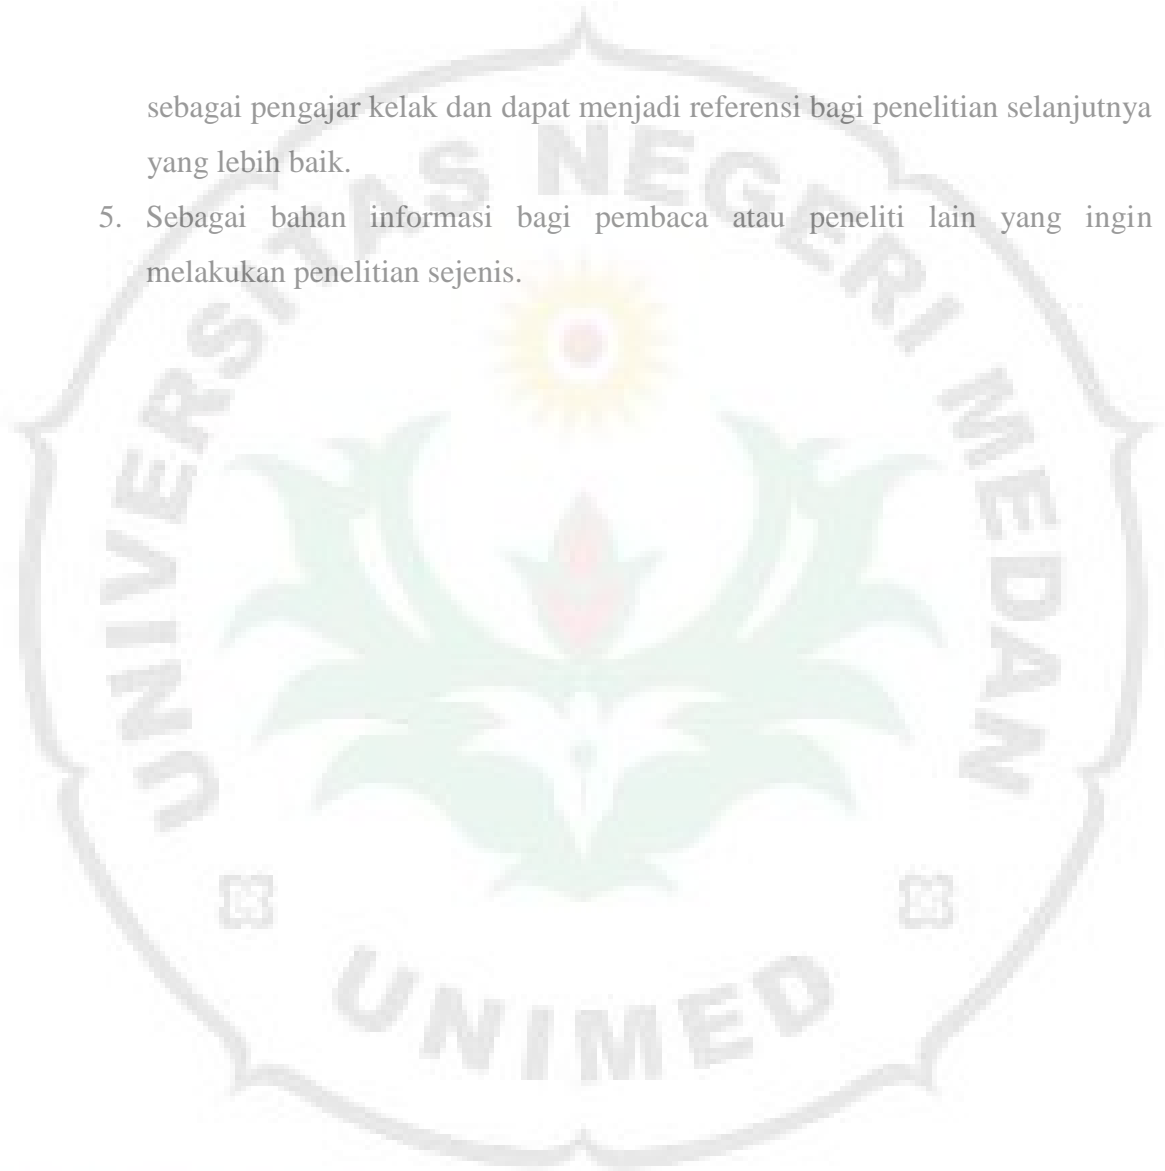 sebagai pengajar kelak dan dapat menjadi referensi bagi penelitian selanjutnya
yang lebih baik.
5. Sebagai bahan informasi bagi pembaca atau peneliti lain yang ingin
melakukan penelitian sejenis.
UNIVERSITAS NEGERI MEDAN
UNIMED